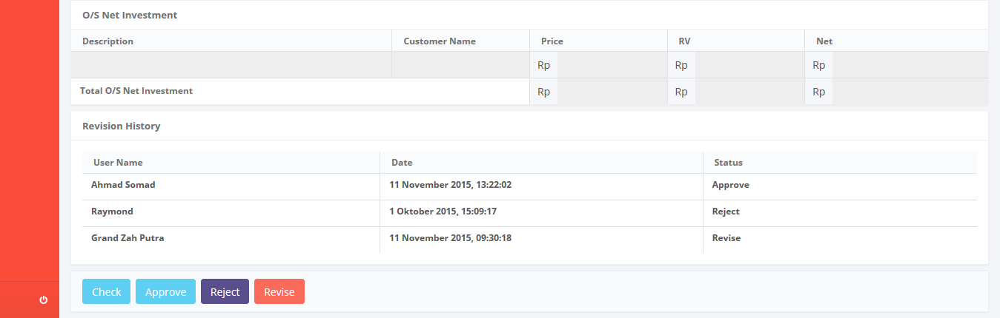 O/S Net Investment
Description Customer Name Price RV Net
Rp Rp Rp
Total O/S Net Investment Rp Rp Rp
Revision History
User Name Date Status
Ahmad Somad 11 November 2015, 13:22:02 Approve
Raymond 1 Oktober 2015, 15:09:17 Reject
Grand Zah Putra 11 November 2015, 09:30:18 Revise
Check Approve Reject Revise